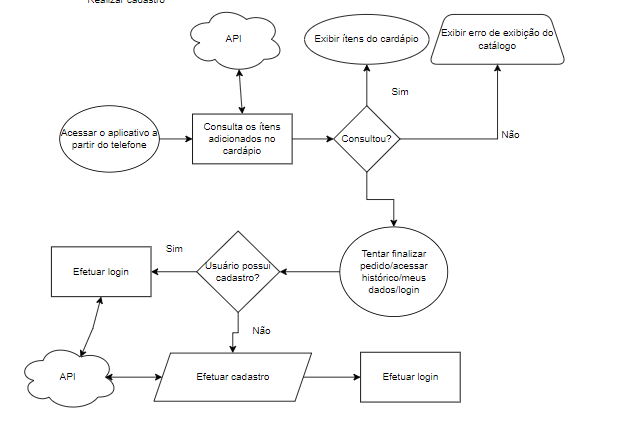 Realizar cadastro
API
Exibir ítens do cardápio
Exibir erro de exibição do
catálogo
Sim
Acessar o aplicativo a
partir do telefone
Consulta os ítens
adicionados no
cardápio
Consultou?
Não
Tentar finalizar
pedido/acessar
histórico/meus
dados/login
Sim
Efetuar login
Usuário possui
cadastro?
Não
API
Efetuar cadastro
Efetuar login